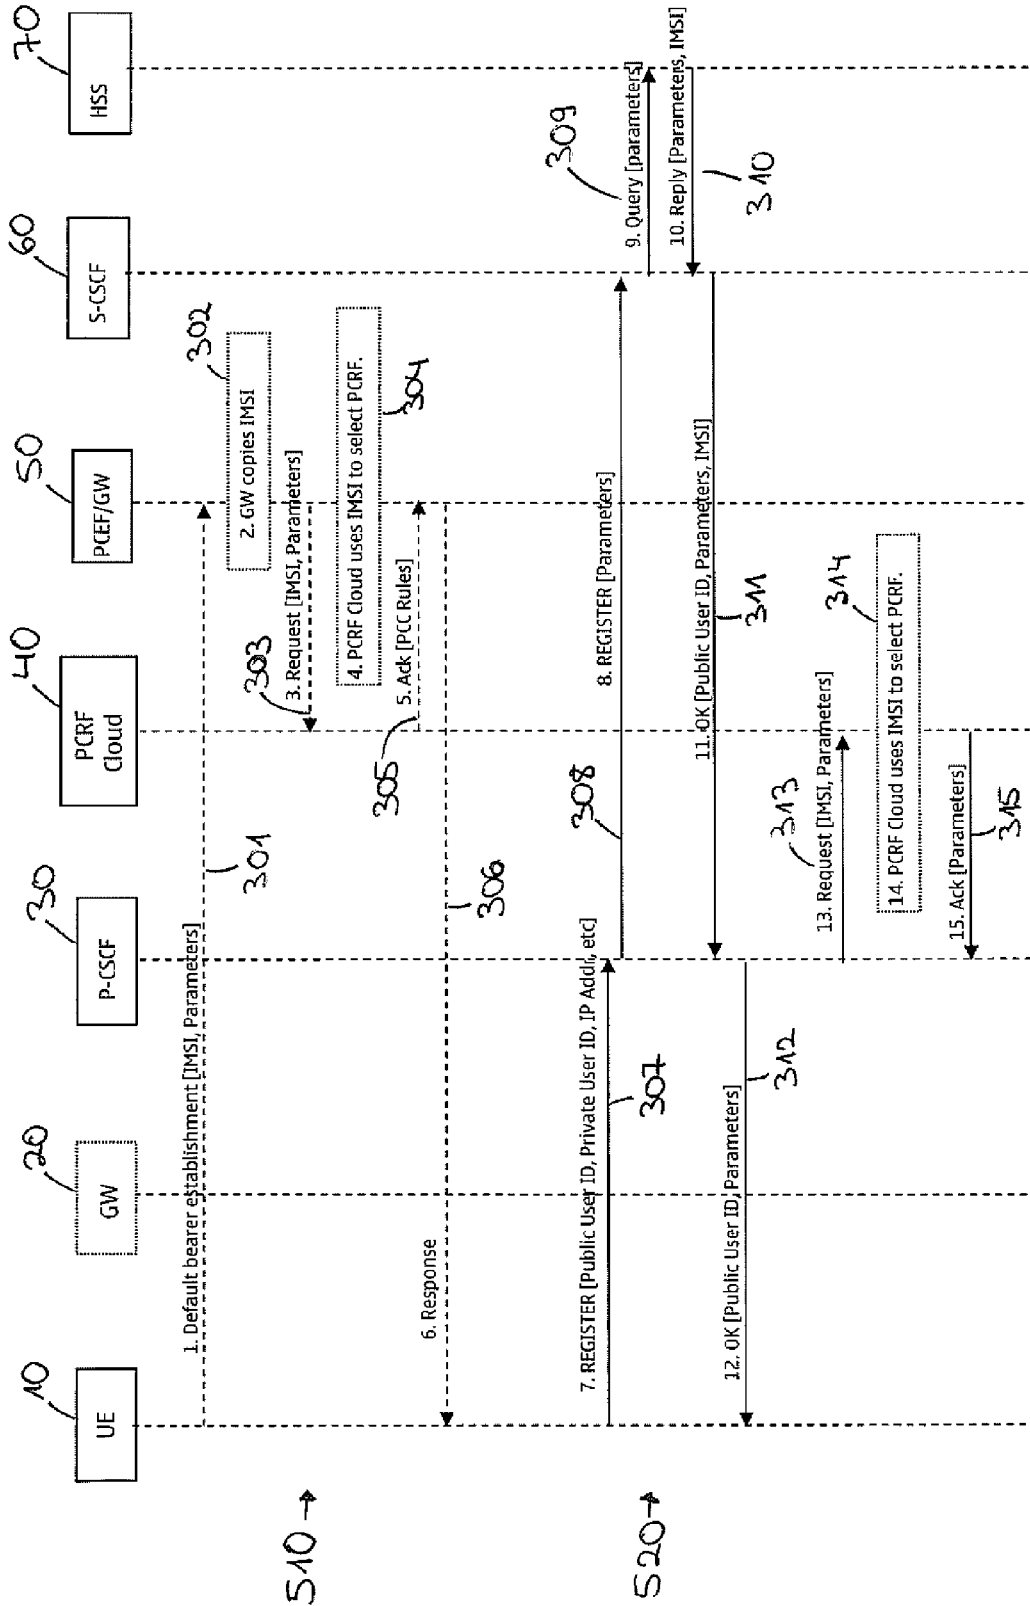 10
UE
20
GW
30
P-CSCF
40
PCRF
Cloud
50
PCEF/GW
60
S-CSCF
70
HSS
510
1. Default bearer establishment [IMSI, Parameters]
301
2. GW copies IMSI
302
3. Request [IMSI, Parameters]
303
4. PCRF Cloud uses IMSI to select PCRF.
304
5. Ack [PCC Rules]
305
6. Response
306
520
7. REGISTER [Public User ID, Private User ID, IP Addr, etc]
307
8. REGISTER [Parameters]
308
9. Query [parameters]
309
10. Reply [Parameters, IMSI]
310
11. OK [Public User ID, Parameters, IMSI]
311
12. OK [Public User ID, Parameters]
312
13. Request [IMSI, Parameters]
313
14. PCRF Cloud uses IMSI to select PCRF.
314
15. Ack [Parameters]
315